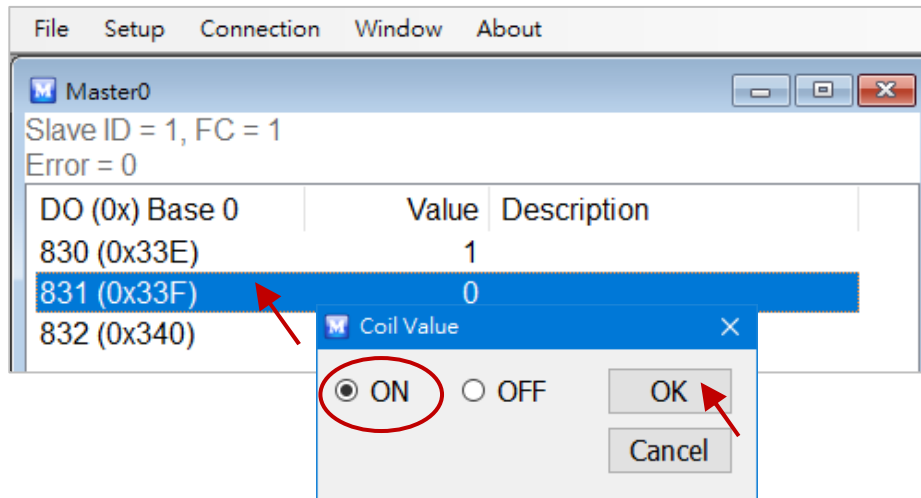 File Setup Connection Window About
Master0
Slave ID = 1, FC = 1
Error = 0
DO (0x) Base 0 Value Description
830 (0x33E) 1
831 (0x33F) 0
832 (0x340)
Coil Value
ON OFF OK
Cancel